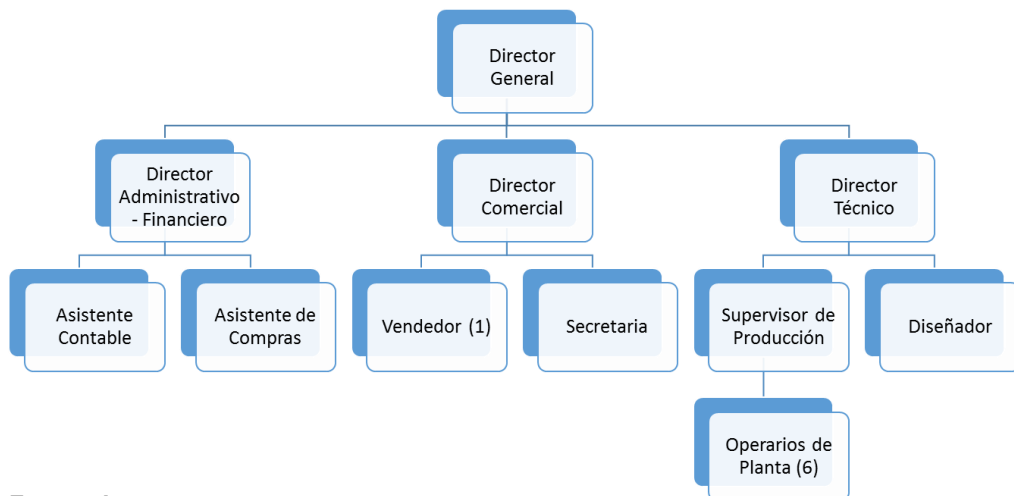 Director
General
Director
Administrativo
- Financiero
Director
Comercial
Director
Técnico
Asistente
Contable
Asistente de
Compras
Vendedor (1)
Secretaria
Supervisor de
Producción
Diseñador
Operarios de
Planta (6)